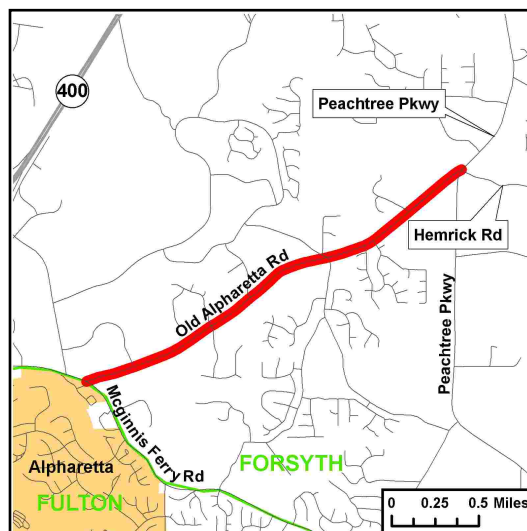 400
Peachtree Pkwy
Hemrick Rd
Old Alpharetta Rd
Peachtree Pkwy
Mcginnis Ferry Rd
Alpharetta
FORSYTH
FULTON
0 0.25 0.5 Miles